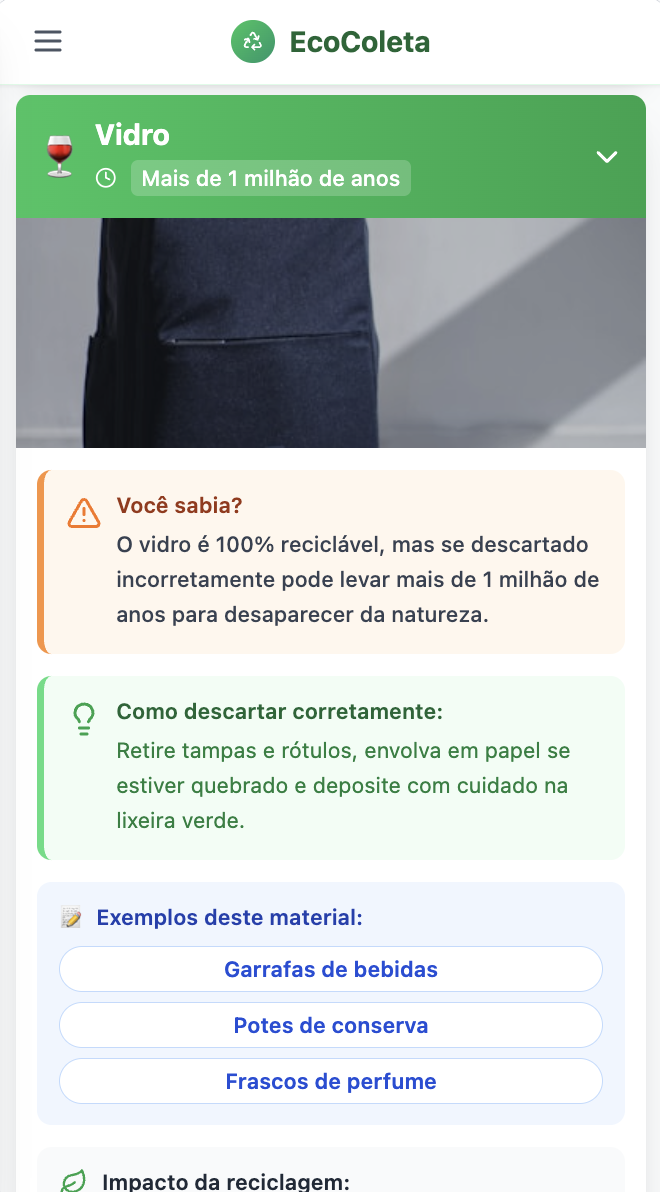 EcoColeta
Vidro
Mais de 1 milhão de anos
Você sabia?
O vidro é 100% reciclável, mas se descartado
incorretamente pode levar mais de 1 milhão de
anos para desaparecer da natureza.
Como descartar corretamente:
Retire tampas e rótulos, envolva em papel se
estiver quebrado e deposite com cuidado na
lixeira verde.
Exemplos deste material:
Garrafas de bebidas
Potes de conserva
Frascos de perfume
Impacto da reciclagem: